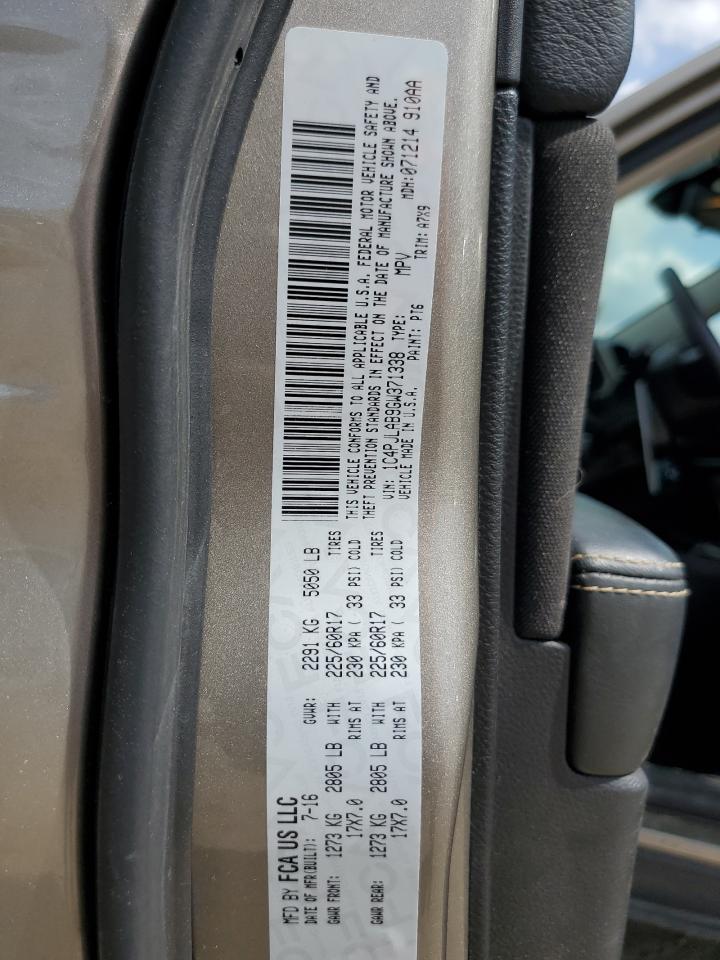 MFD BY FCA US LLC
DATE OF MFR(BUILT): 7-16 GVWR: 2291 KG 5050 LB
GAWR FRONT: 1273 KG 2805 LB WITH 225/60R17 TIRES
17X7.0 RIMS AT 230 KPA ( 33 PSI) COLD
GAWR REAR: 1273 KG 2805 LB WITH 225/60R17 TIRES
17X7.0 RIMS AT 230 KPA ( 33 PSI) COLD
THIS VEHICLE CONFORMS TO ALL APPLICABLE U.S.A. FEDERAL MOTOR VEHICLE SAFETY AND
THEFT PREVENTION STANDARDS IN EFFECT ON THE DATE OF MANUFACTURE SHOWN ABOVE.
VIN: 1C4PJLAB9GW371338 TYPE: MPV MDH:071214 910AA
VEHICLE MADE IN U.S.A. PAINT: PTG TRIM: A7X9